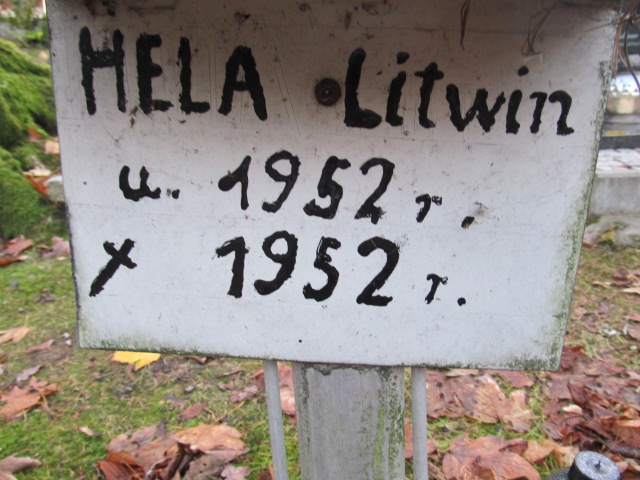 HELA Litwin
u. 1952 r.
x 1952 r.